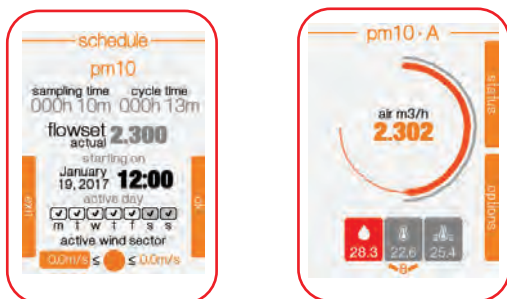 schedule
pm10
sampling time cycle time
000h 10m 000h 13m
flowset 2.300
actual
starting on
January 12:00
19, 2017
active day
m t w t f s s
active wind sector
0.0m/s ≤ ≤ 0.0m/s
exit
ok
pm10 · A
air m3/h
2.302
28.3 22.6 25.4
status
options